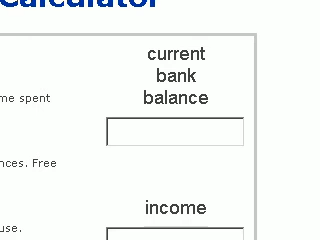 Calculator
current
bank
balance
me spent
nces. Free
income
use.